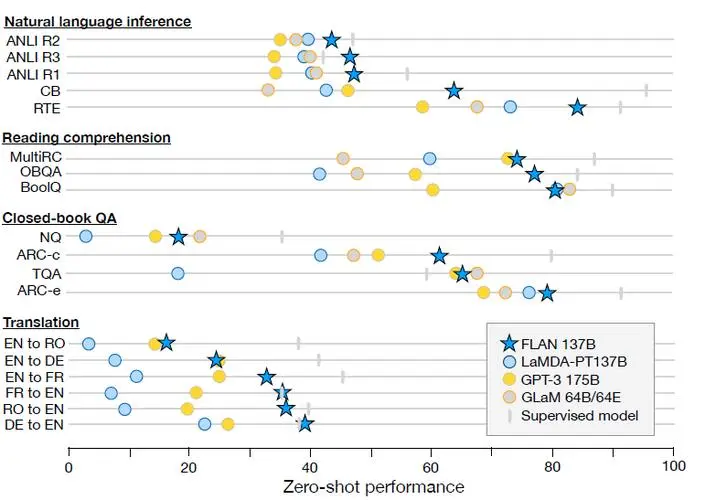 Natural language inference
ANLI R2
ANLI R3
ANLI R1
CB
RTE
Reading comprehension
MultiRC
OBQA
BoolQ
Closed-book QA
NQ
ARC-c
TQA
ARC-e
Translation
EN to RO
EN to DE
EN to FR
FR to EN
RO to EN
DE to EN
FLAN 137B
LaMDA-PT137B
GPT-3 175B
GLaM 64B/64E
Supervised model
0 20 40 60 80 100
Zero-shot performance